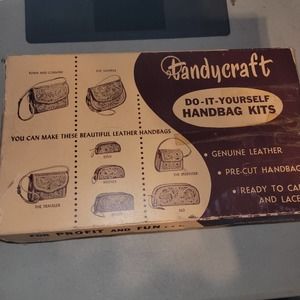 Tandycraft
DO-IT-YOURSELF
HANDBAG KITS
YOU CAN MAKE THESE BEAUTIFUL LEATHER HANDBAGS
THE TRAVELER
• GENUINE LEATHER
• PRE-CUT HANDBAG
• READY TO CAR
AND LACE
FOR PROFIT AND FUN...